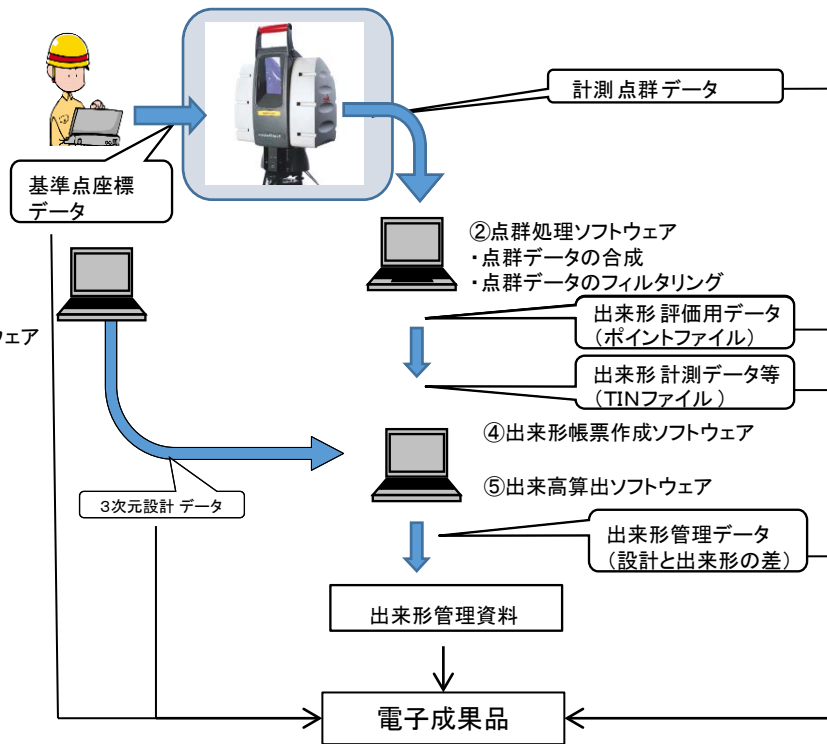 計測点群データ
基準点座標
データ
②点群処理ソフトウェア
・点群データの合成
・点群データのフィルタリング
出来形評価用データ
（ポイントファイル）
ウェア
出来形計測データ等
（TINファイル）
④出来形帳票作成ソフトウェア
⑤出来高算出ソフトウェア
3次元設計データ
出来形管理データ
（設計と出来形の差）
出来形管理資料
電子成果品